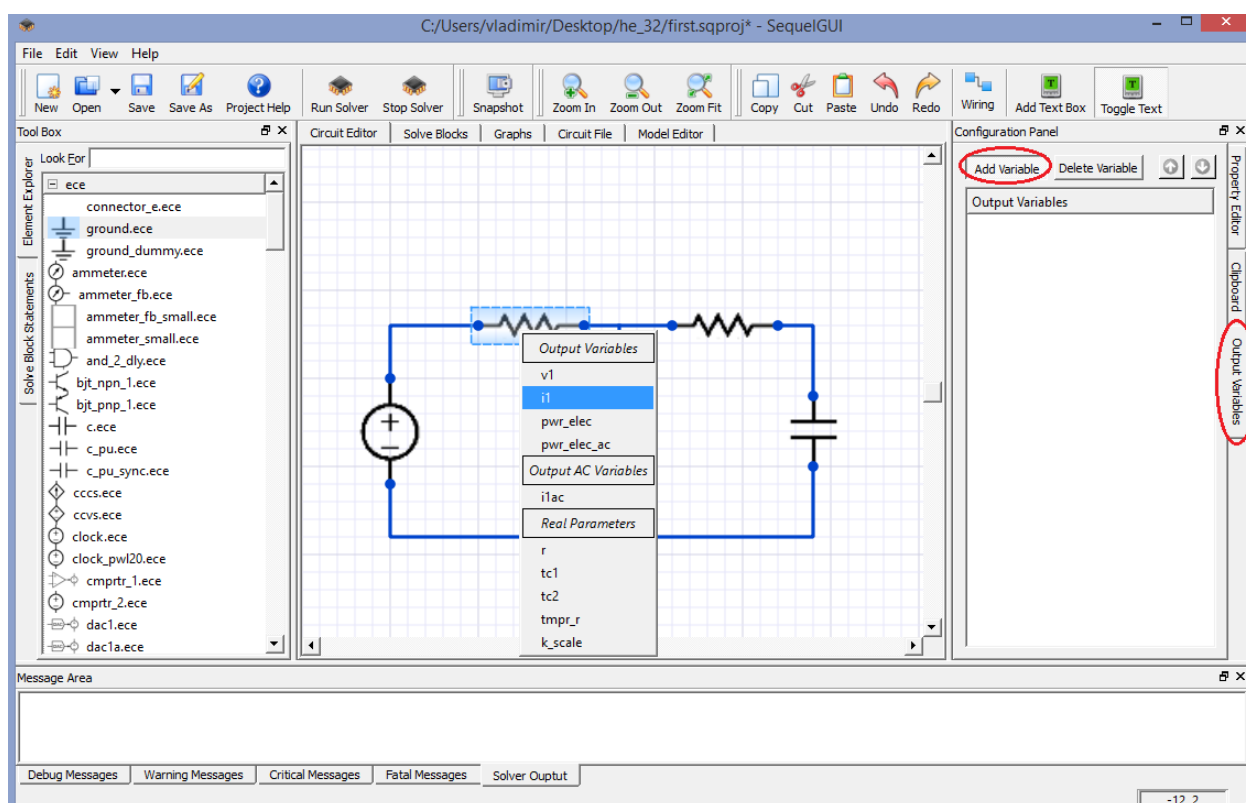 C:/Users/vladimir/Desktop/he_32/first.sqproj* - SequelGUI
File Edit View Help
New Open Save Save As Project Help Run Solver Stop Solver Snapshot Zoom In Zoom Out Zoom Fit Copy Cut Paste Undo Redo Wiring Add Text Box Toggle Text
Tool Box
Look For
Element Explorer
Solve Block Statements
ece
connector_e.ece
ground.ece
ground_dummy.ece
ammeter.ece
ammeter_fb.ece
ammeter_fb_small.ece
ammeter_small.ece
and_2_dly.ece
bjt_npn_1.ece
bjt_pnp_1.ece
c.ece
c_pu.ece
c_pu_sync.ece
cccs.ece
ccvs.ece
clock.ece
clock_pwl20.ece
cmprtr_1.ece
cmprtr_2.ece
dac1.ece
dac1a.ece
Circuit Editor Solve Blocks Graphs Circuit File Model Editor
Output Variables
v1
i1
pwr_elec
pwr_elec_ac
Output AC Variables
i1ac
Real Parameters
r
tc1
tc2
tmpr_r
k_scale
Configuration Panel
Add Variable Delete Variable
Output Variables
Property Editor
Clipboard
Output Variables
Message Area
Debug Messages Warning Messages Critical Messages Fatal Messages Solver Ouptut
-12, 2